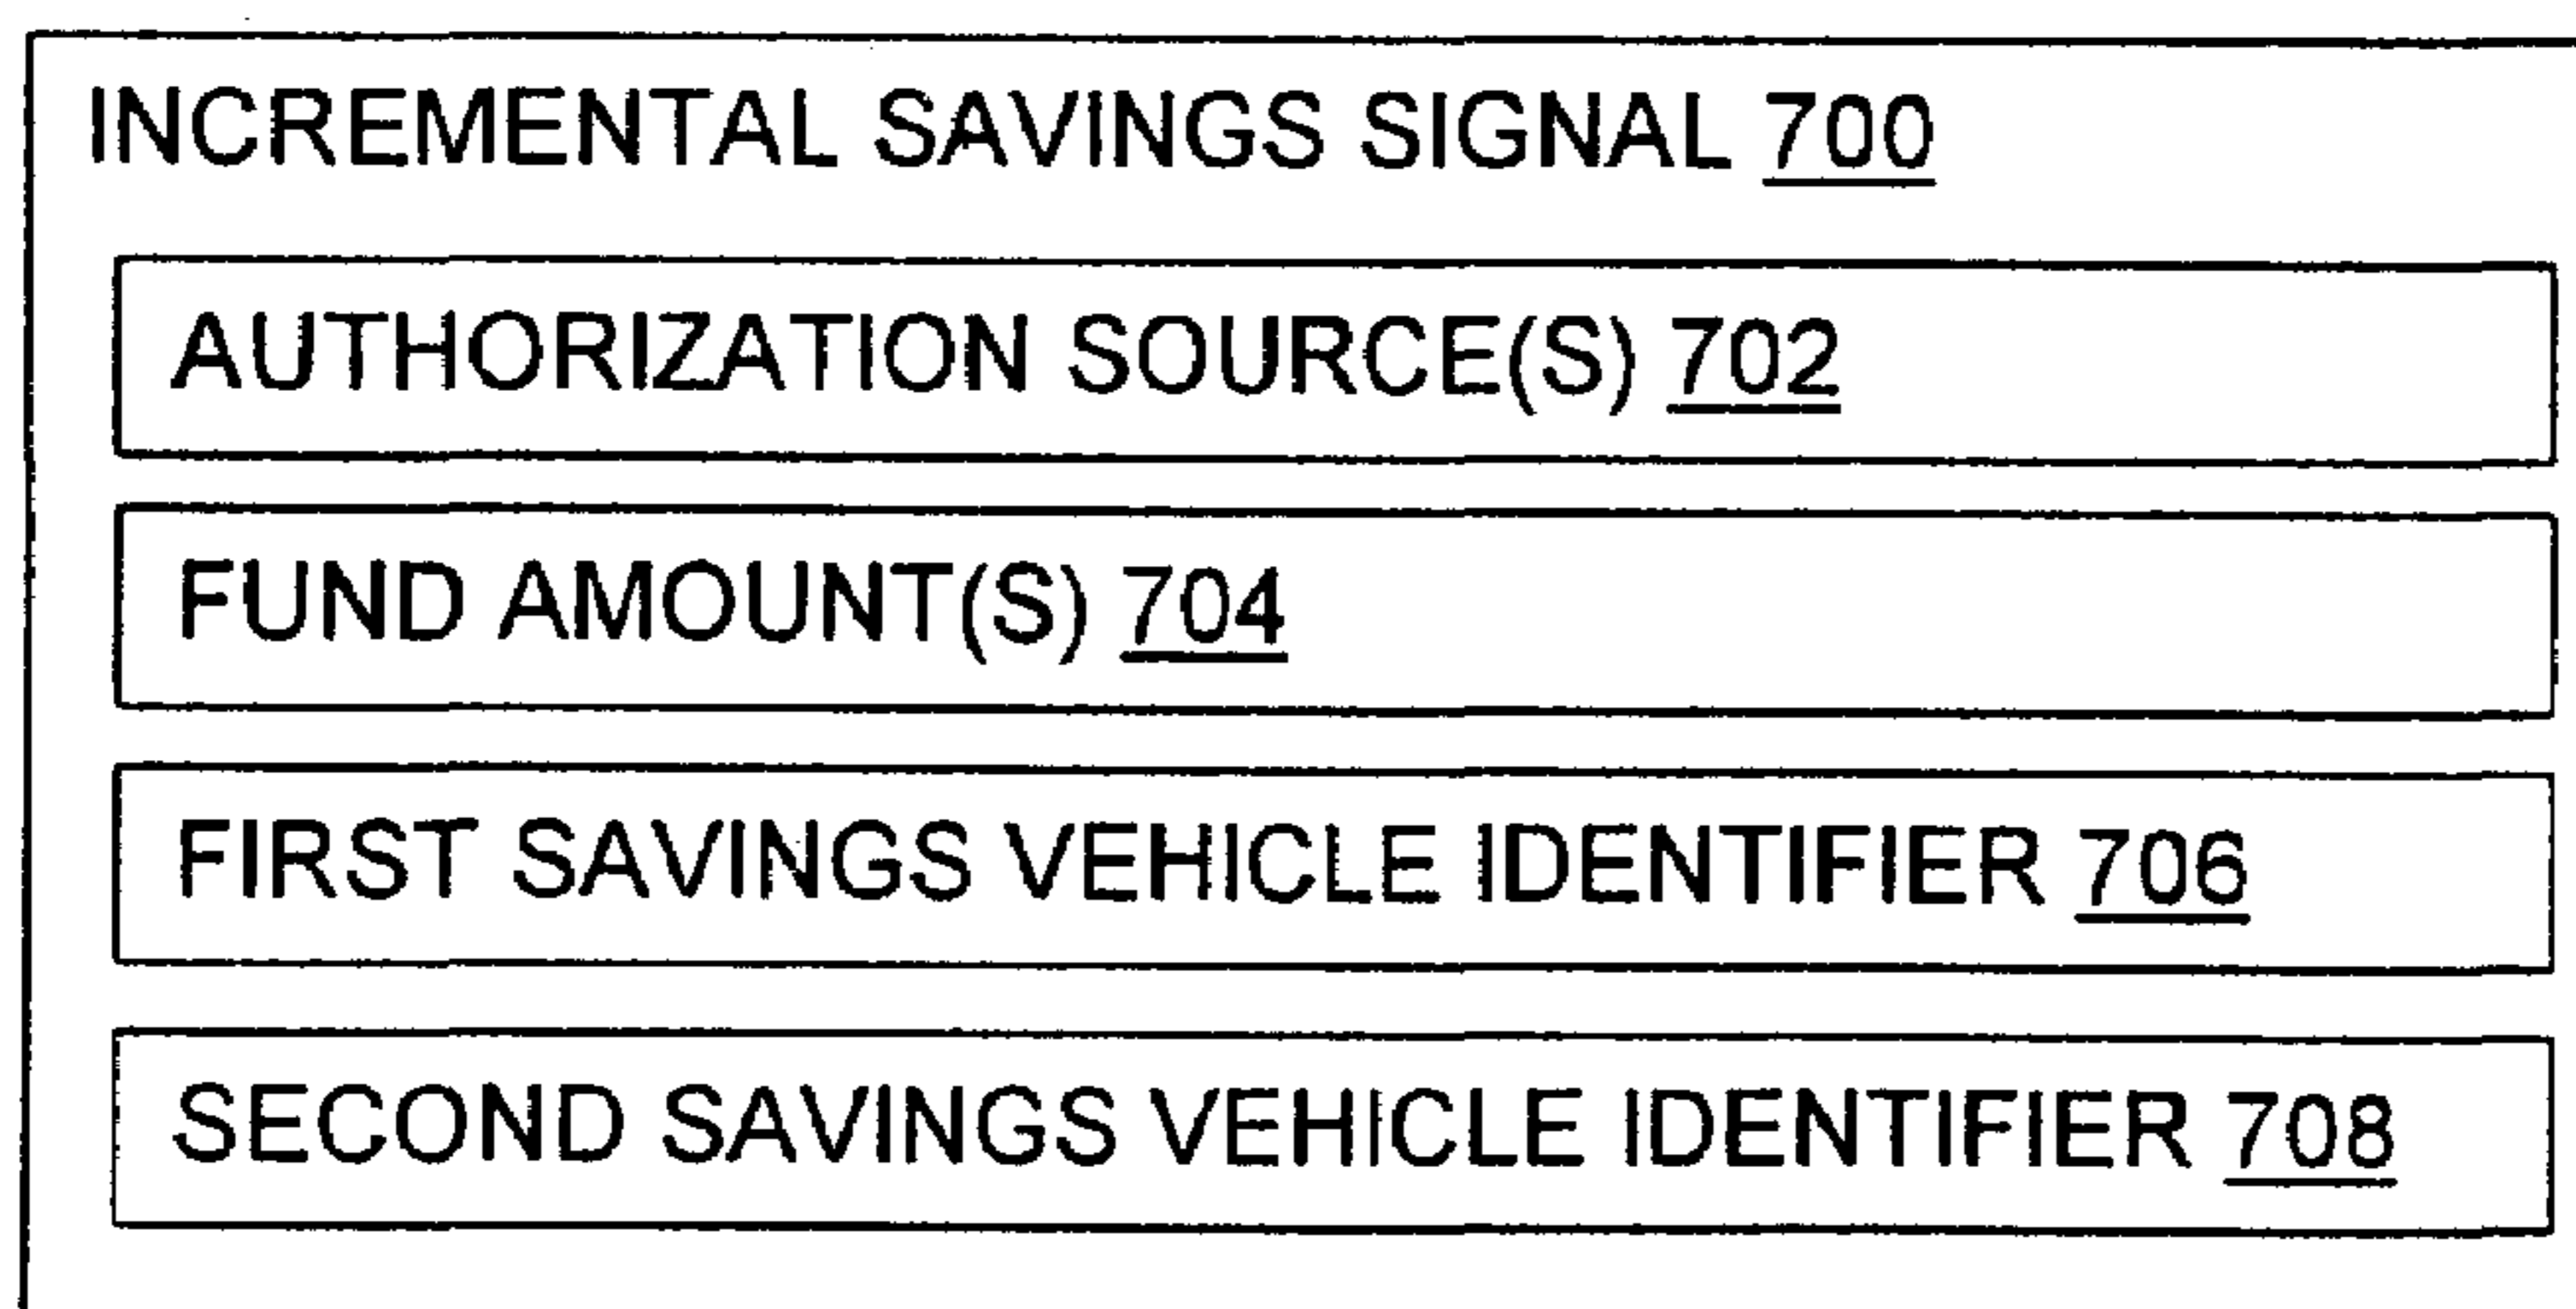 INCREMENTAL SAVINGS SIGNAL 700
AUTHORIZATION SOURCE(S) 702
FUND AMOUNT(S) 704
FIRST SAVINGS VEHICLE IDENTIFIER 706
SECOND SAVINGS VEHICLE IDENTIFIER 708